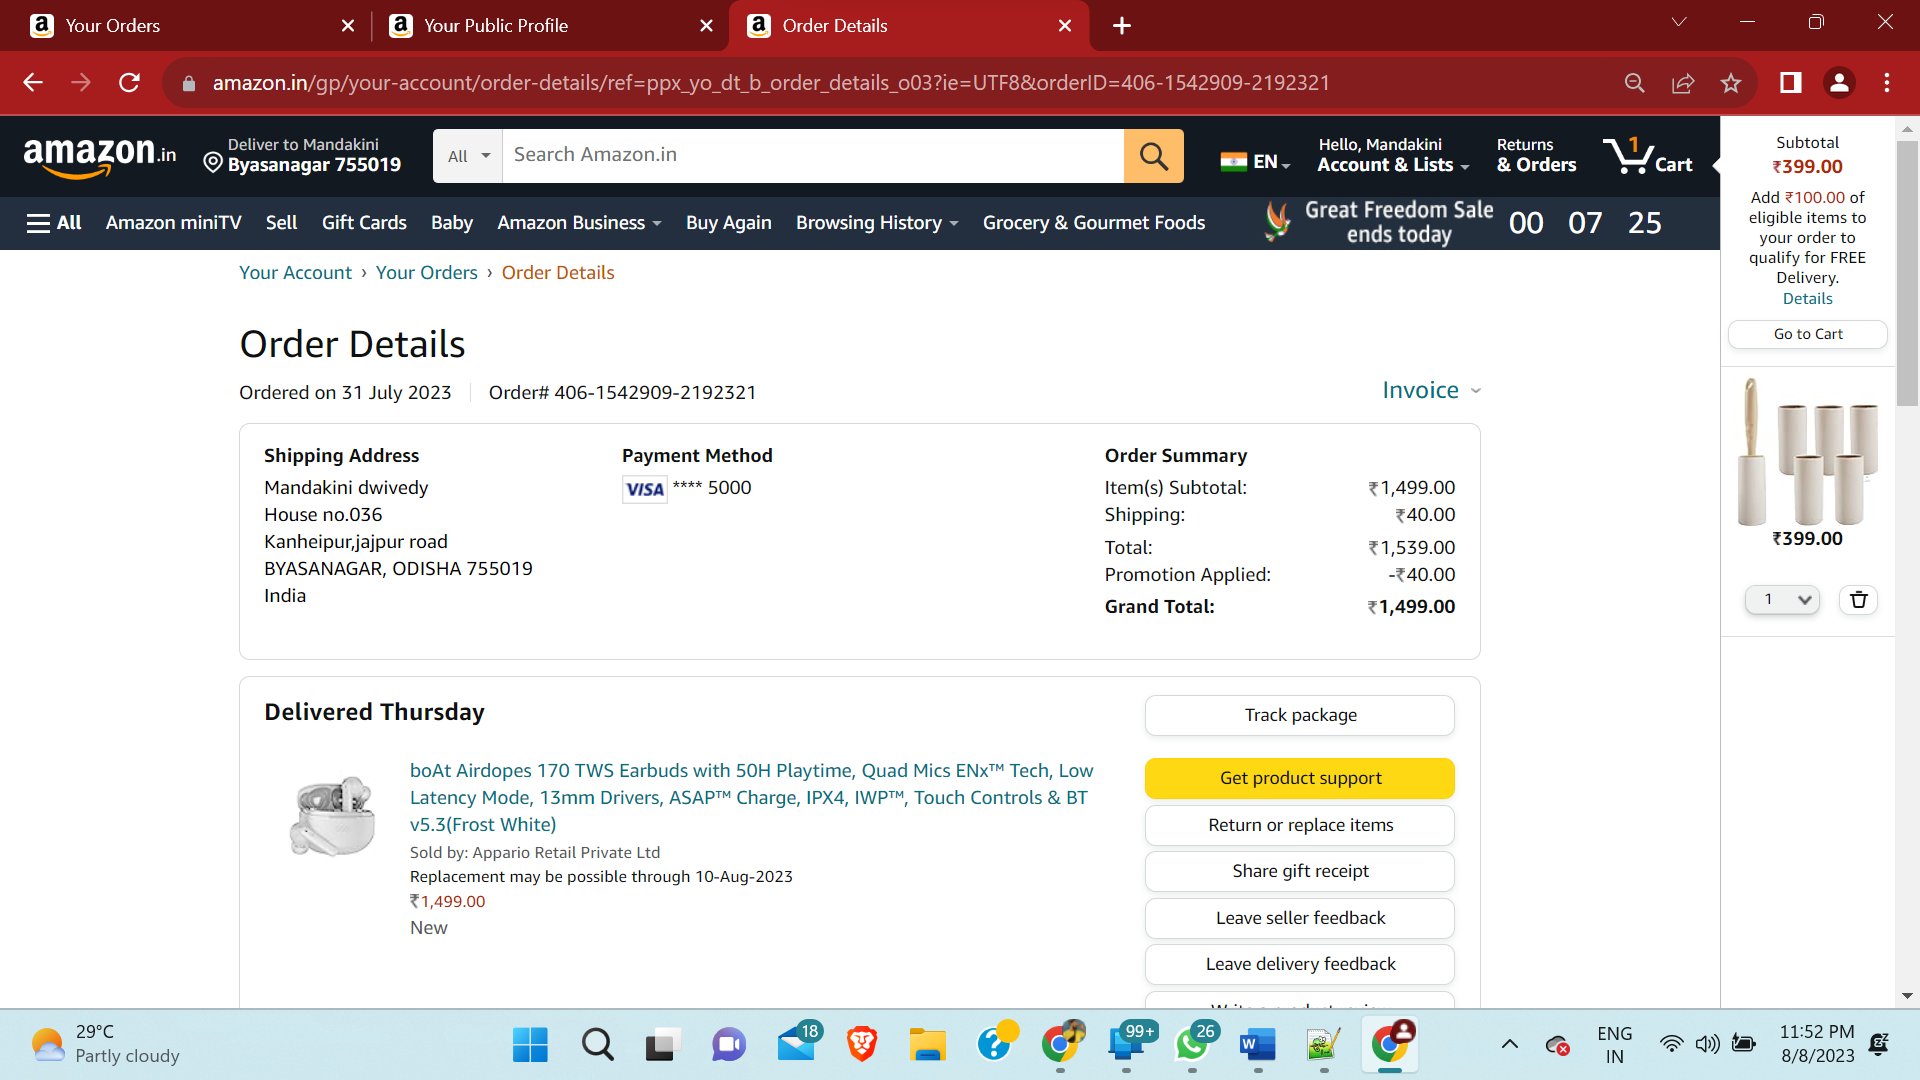 Your Orders
Your Public Profile
Order Details
amazon.in/gp/your-account/order-details/ref=ppx_yo_dt_b_order_details_o03?ie=UTF8&orderID=406-1542909-2192321
amazon.in
Deliver to Mandakini
Byasanagar 755019
All
Search Amazon.in
EN
Hello, Mandakini
Account & Lists
Returns
& Orders
1
Cart
All
Amazon miniTV
Sell
Gift Cards
Baby
Amazon Business
Buy Again
Browsing History
Grocery & Gourmet Foods
Great Freedom Sale
ends today
00 07 25
Subtotal
₹399.00
Add ₹100.00 of
eligible items to
your order to
qualify for FREE
Delivery.
Details
Go to Cart
₹399.00
1
Your Account › Your Orders › Order Details
Order Details
Ordered on 31 July 2023
Order# 406-1542909-2192321
Invoice
Shipping Address
Mandakini dwivedy
House no.036
Kanheipur,jajpur road
BYASANAGAR, ODISHA 755019
India
Payment Method
VISA **** 5000
Order Summary
Item(s) Subtotal: ₹1,499.00
Shipping: ₹40.00
Total: ₹1,539.00
Promotion Applied: -₹40.00
Grand Total: ₹1,499.00
Delivered Thursday
boAt Airdopes 170 TWS Earbuds with 50H Playtime, Quad Mics ENx™ Tech, Low
Latency Mode, 13mm Drivers, ASAP™ Charge, IPX4, IWP™, Touch Controls & BT
v5.3(Frost White)
Sold by: Appario Retail Private Ltd
Replacement may be possible through 10-Aug-2023
₹1,499.00
New
Track package
Get product support
Return or replace items
Share gift receipt
Leave seller feedback
Leave delivery feedback
29°C
Partly cloudy
18
99+
26
ENG
IN
11:52 PM
8/8/2023